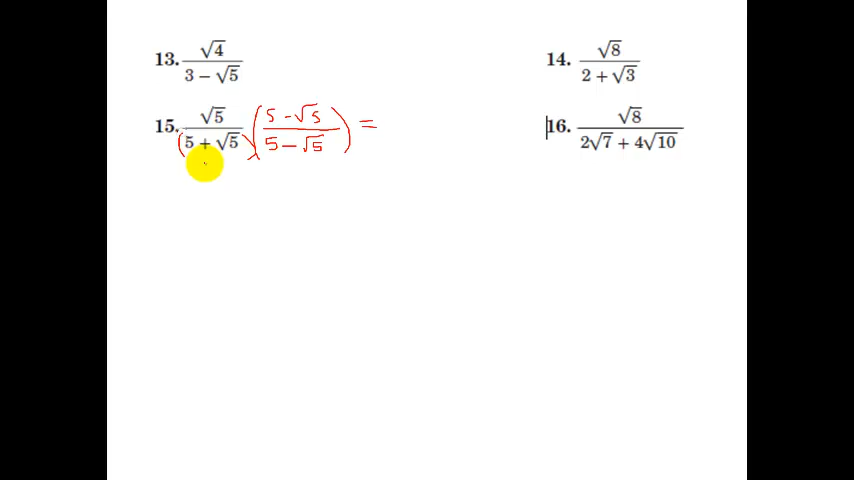 13. √4 / (3 − √5)
14. √8 / (2 + √3)
15. √5 / (5 + √5) ((5 - √5) / (5 - √5)) =
16. √8 / (2√7 + 4√10)